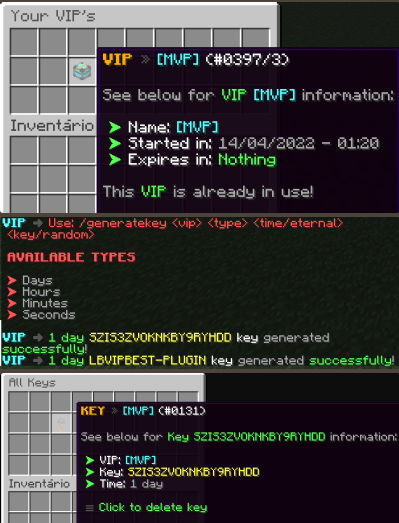 Your VIP's
VIP » [MVP] (#0397/3)
See below for VIP [MVP] information:
➤ Name: [MVP]
➤ Started in: 14/04/2022 - 01:20
➤ Expires in: Nothing
This VIP is already in use!
Inventário
VIP → Use: /generatekey <vip> <type> <time/eternal>
<key/random>
AVAILABLE TYPES
➤ Days
➤ Hours
➤ Minutes
➤ Seconds
VIP → 1 day SZIS3ZVOKNKBY9RYHDD key generated
successfully!
VIP → 1 day LBVIPBEST-PLUGIN key generated successfully!
All Keys
KEY » [MVP] (#0131)
See below for Key SZIS3ZVOKNKBY9RYHDD information:
➤ VIP: [MVP]
➤ Key: SZIS3ZVOKNKBY9RYHDD
➤ Time: 1 day
≡ Click to delete key
Inventário